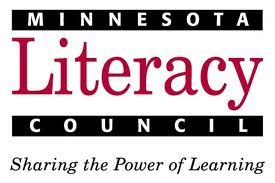 MINNESOTA
Literacy
COUNCIL
Sharing the Power of Learning